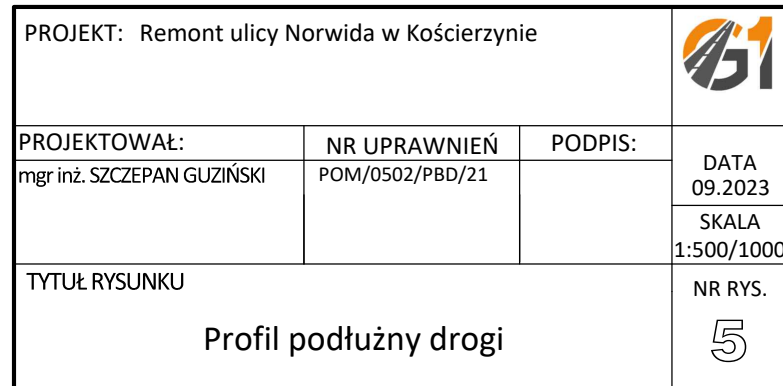 PROJEKT: Remont ulicy Norwida w Kościerzynie
G1
PROJEKTOWAŁ: NR UPRAWNIEŃ PODPIS:
mgr inż. SZCZEPAN GUZIŃSKI POM/0502/PBD/21
DATA
09.2023
SKALA
1:500/1000
TYTUŁ RYSUNKU
Profil podłużny drogi
NR RYS.
5